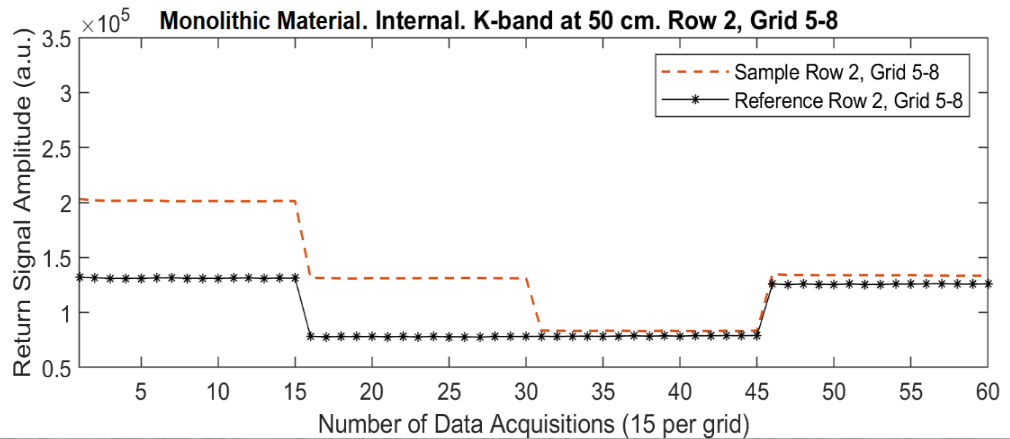 Monolithic Material. Internal. K-band at 50 cm. Row 2, Grid 5-8
×10⁵
3.5
3
2.5
2
1.5
1
0.5
Return Signal Amplitude (a.u.)
Sample Row 2, Grid 5-8
Reference Row 2, Grid 5-8
5 10 15 20 25 30 35 40 45 50 55 60
Number of Data Acquisitions (15 per grid)